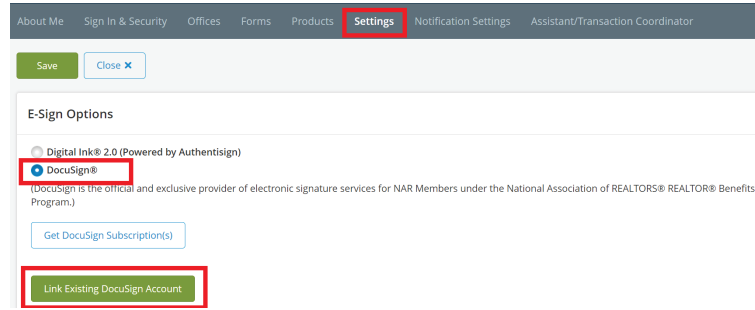 About Me Sign In & Security Offices Forms Products Settings Notification Settings Assistant/Transaction Coordinator
Save Close ×
E-Sign Options
Digital Ink® 2.0 (Powered by Authentisign)
DocuSign®
(DocuSign is the official and exclusive provider of electronic signature services for NAR Members under the National Association of REALTORS® REALTOR® Benefits
Program.)
Get DocuSign Subscription(s)
Link Existing DocuSign Account